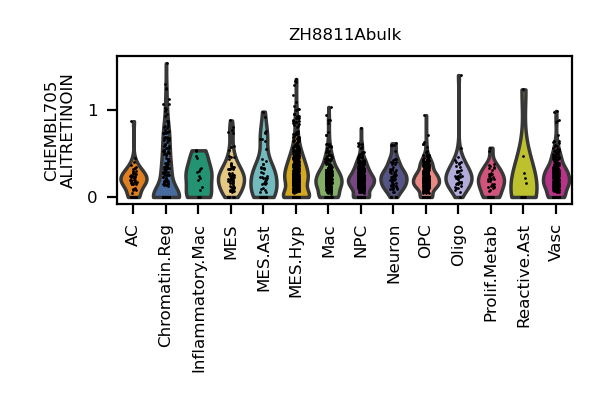 ZH8811Abulk
CHEMBL705
ALITRETINOIN
1
0
AC
Chromatin.Reg
Inflammatory.Mac
MES
MES.Ast
MES.Hyp
Mac
NPC
Neuron
OPC
Oligo
Prolif.Metab
Reactive.Ast
Vasc